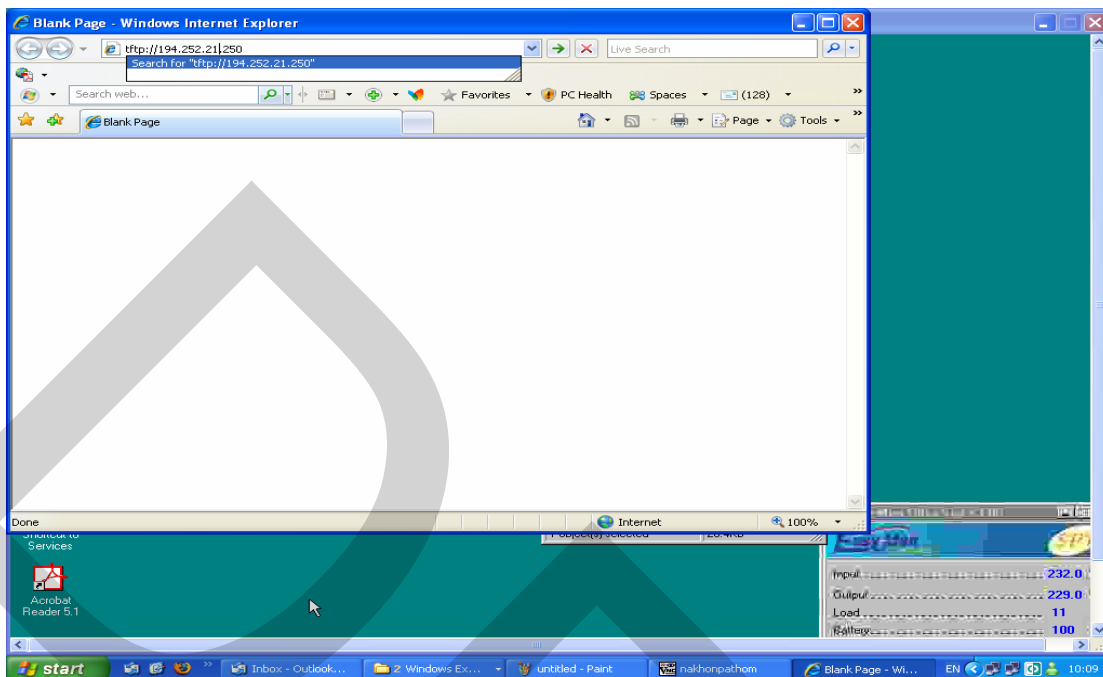 Blank Page - Windows Internet Explorer
tftp://194.252.21.250
Live Search
Search for "tftp://194.252.21.250"
Search web...
Favorites
PC Health
Spaces
(128)
Blank Page
Page
Tools
Done
Internet
100%
Services
Acrobat
Reader 5.1
Input 232.0
Output 229.0
Load 11
Battery 100
start
Inbox - Outlook...
2 Windows Ex...
untitled - Paint
nakhonpathom
Blank Page - Wi...
EN
10:09